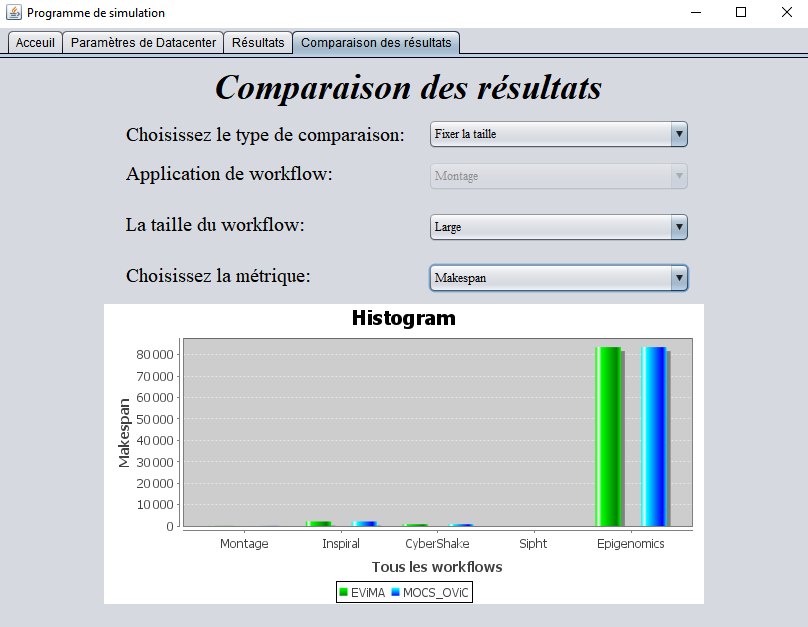 Programme de simulation
Acceuil Paramètres de Datacenter Résultats Comparaison des résultats
Comparaison des résultats
Choisissez le type de comparaison: Fixer la taille
Application de workflow: Montage
La taille du workflow: Large
Choisissez la métrique: Makespan
Histogram
Makespan
80 000
70 000
60 000
50 000
40 000
30 000
20 000
10 000
0
Montage Inspiral CyberShake Sipht Epigenomics
Tous les workflows
EViMA MOCS_OViC